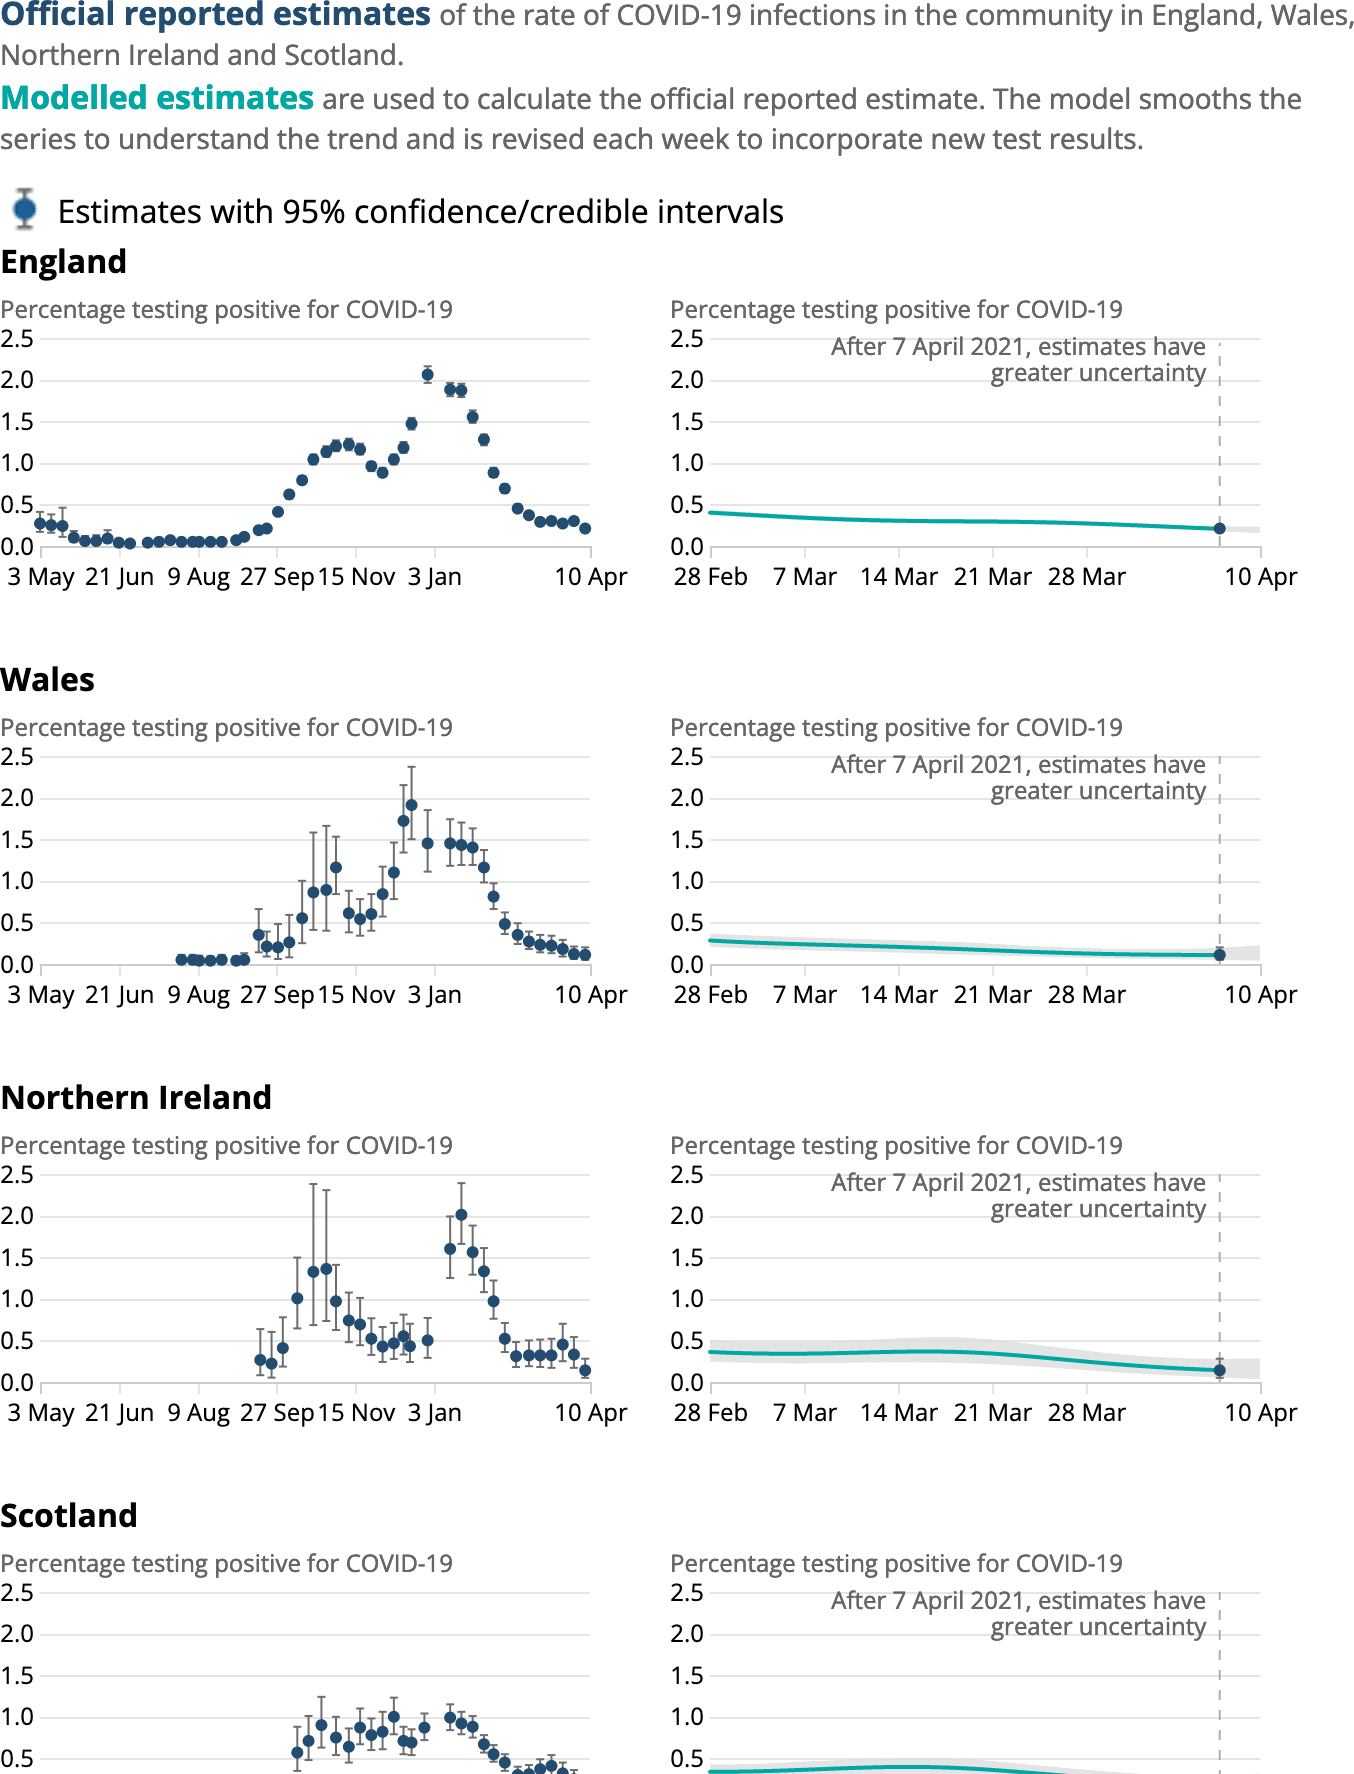 Official reported estimates of the rate of COVID-19 infections in the community in England, Wales,
Northern Ireland and Scotland.
Modelled estimates are used to calculate the official reported estimate. The model smooths the
series to understand the trend and is revised each week to incorporate new test results.
Estimates with 95% confidence/credible intervals
England
Percentage testing positive for COVID-19
2.5
2.0
1.5
1.0
0.5
0.0
3 May 21 Jun 9 Aug 27 Sep 15 Nov 3 Jan 10 Apr
Percentage testing positive for COVID-19
2.5
After 7 April 2021, estimates have
greater uncertainty
2.0
1.5
1.0
0.5
0.0
28 Feb 7 Mar 14 Mar 21 Mar 28 Mar 10 Apr
Wales
Percentage testing positive for COVID-19
2.5
2.0
1.5
1.0
0.5
0.0
3 May 21 Jun 9 Aug 27 Sep 15 Nov 3 Jan 10 Apr
Percentage testing positive for COVID-19
2.5
After 7 April 2021, estimates have
greater uncertainty
2.0
1.5
1.0
0.5
0.0
28 Feb 7 Mar 14 Mar 21 Mar 28 Mar 10 Apr
Northern Ireland
Percentage testing positive for COVID-19
2.5
2.0
1.5
1.0
0.5
0.0
3 May 21 Jun 9 Aug 27 Sep 15 Nov 3 Jan 10 Apr
Percentage testing positive for COVID-19
2.5
After 7 April 2021, estimates have
greater uncertainty
2.0
1.5
1.0
0.5
0.0
28 Feb 7 Mar 14 Mar 21 Mar 28 Mar 10 Apr
Scotland
Percentage testing positive for COVID-19
2.5
2.0
1.5
1.0
0.5
Percentage testing positive for COVID-19
2.5
After 7 April 2021, estimates have
greater uncertainty
2.0
1.5
1.0
0.5